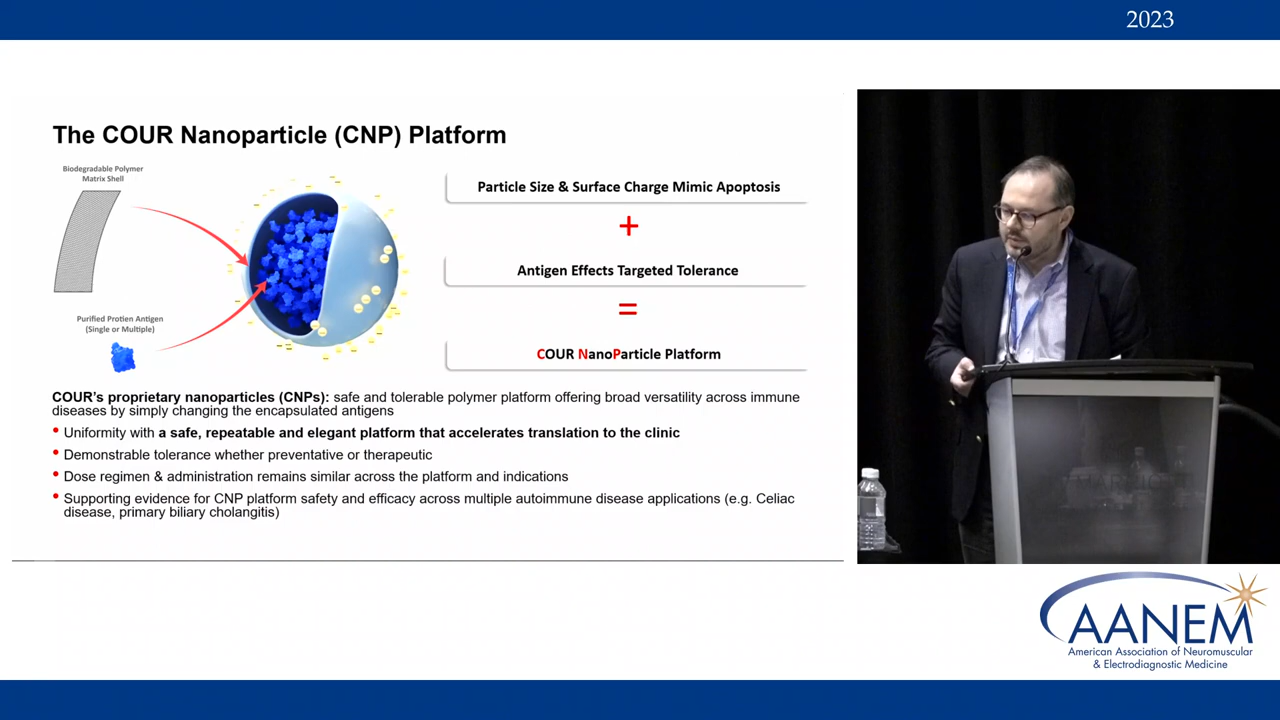 2023
The COUR Nanoparticle (CNP) Platform
Biodegradable Polymer
Matrix Shell
Purified Protien Antigen
(Single or Multiple)
Particle Size & Surface Charge Mimic Apoptosis
+
Antigen Effects Targeted Tolerance
=
COUR NanoParticle Platform
COUR's proprietary nanoparticles (CNPs): safe and tolerable polymer platform offering broad versatility across immune
diseases by simply changing the encapsulated antigens
• Uniformity with a safe, repeatable and elegant platform that accelerates translation to the clinic
• Demonstrable tolerance whether preventative or therapeutic
• Dose regimen & administration remains similar across the platform and indications
• Supporting evidence for CNP platform safety and efficacy across multiple autoimmune disease applications (e.g. Celiac
disease, primary biliary cholangitis)
AANEM
American Association of Neuromuscular
& Electrodiagnostic Medicine